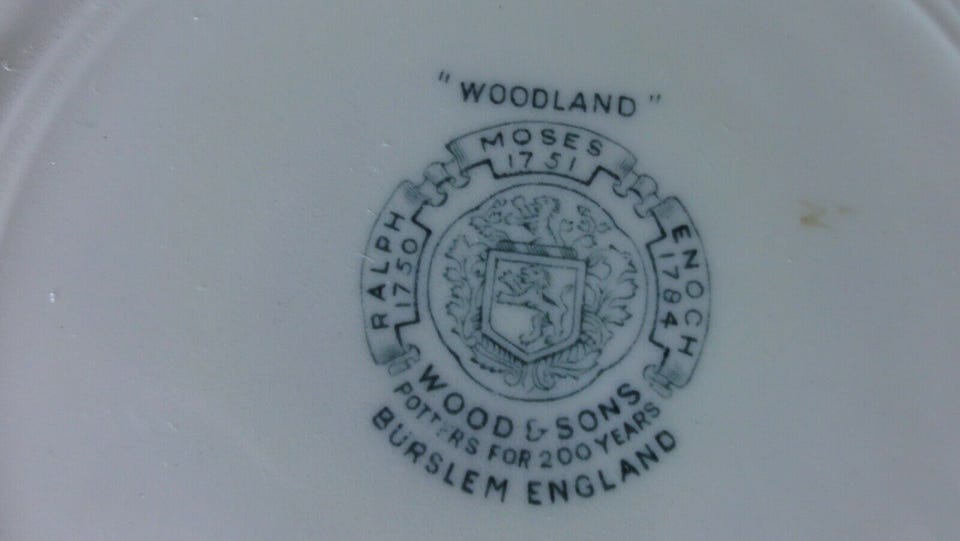 "WOODLAND"
RALPH
1750
MOSES
1751
ENOCH
1784
WOOD & SONS
POTTERS FOR 200 YEARS
BURSLEM ENGLAND